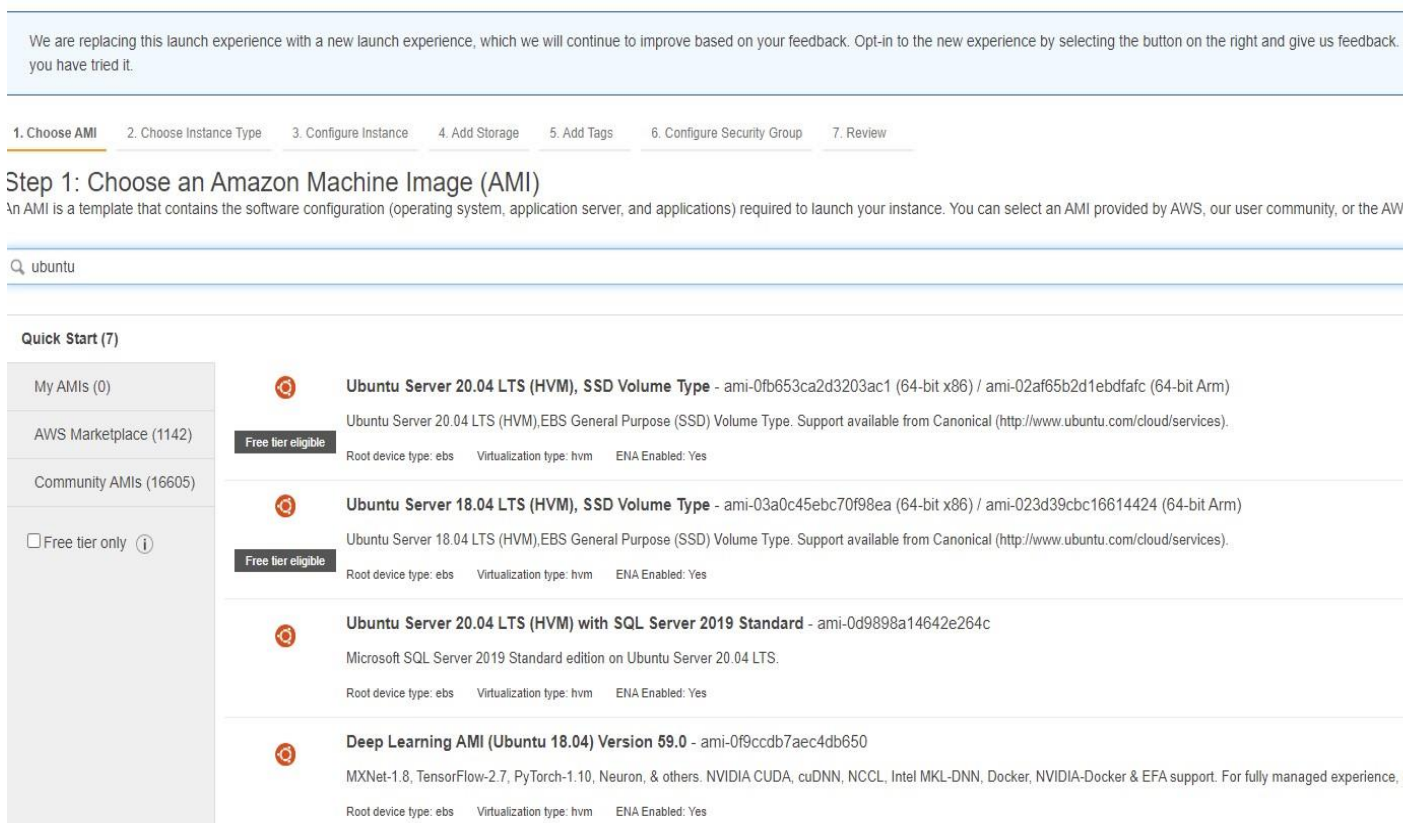 We are replacing this launch experience with a new launch experience, which we will continue to improve based on your feedback. Opt-in to the new experience by selecting the button on the right and give us feedback.
you have tried it.
1. Choose AMI 2. Choose Instance Type 3. Configure Instance 4. Add Storage 5. Add Tags 6. Configure Security Group 7. Review
Step 1: Choose an Amazon Machine Image (AMI)
An AMI is a template that contains the software configuration (operating system, application server, and applications) required to launch your instance. You can select an AMI provided by AWS, our user community, or the AW
ubuntu
Quick Start (7)
My AMIs (0)
AWS Marketplace (1142)
Community AMIs (16605)
Free tier only
Ubuntu Server 20.04 LTS (HVM), SSD Volume Type - ami-0fb653ca2d3203ac1 (64-bit x86) / ami-02af65b2d1ebdfafc (64-bit Arm)
Ubuntu Server 20.04 LTS (HVM),EBS General Purpose (SSD) Volume Type. Support available from Canonical (http://www.ubuntu.com/cloud/services).
Free tier eligible
Root device type: ebs Virtualization type: hvm ENA Enabled: Yes
Ubuntu Server 18.04 LTS (HVM), SSD Volume Type - ami-03a0c45ebc70f98ea (64-bit x86) / ami-023d39cbc16614424 (64-bit Arm)
Ubuntu Server 18.04 LTS (HVM),EBS General Purpose (SSD) Volume Type. Support available from Canonical (http://www.ubuntu.com/cloud/services).
Free tier eligible
Root device type: ebs Virtualization type: hvm ENA Enabled: Yes
Ubuntu Server 20.04 LTS (HVM) with SQL Server 2019 Standard - ami-0d9898a14642e264c
Microsoft SQL Server 2019 Standard edition on Ubuntu Server 20.04 LTS.
Root device type: ebs Virtualization type: hvm ENA Enabled: Yes
Deep Learning AMI (Ubuntu 18.04) Version 59.0 - ami-0f9ccdb7aec4db650
MXNet-1.8, TensorFlow-2.7, PyTorch-1.10, Neuron, & others. NVIDIA CUDA, cuDNN, NCCL, Intel MKL-DNN, Docker, NVIDIA-Docker & EFA support. For fully managed experience,
Root device type: ebs Virtualization type: hvm ENA Enabled: Yes